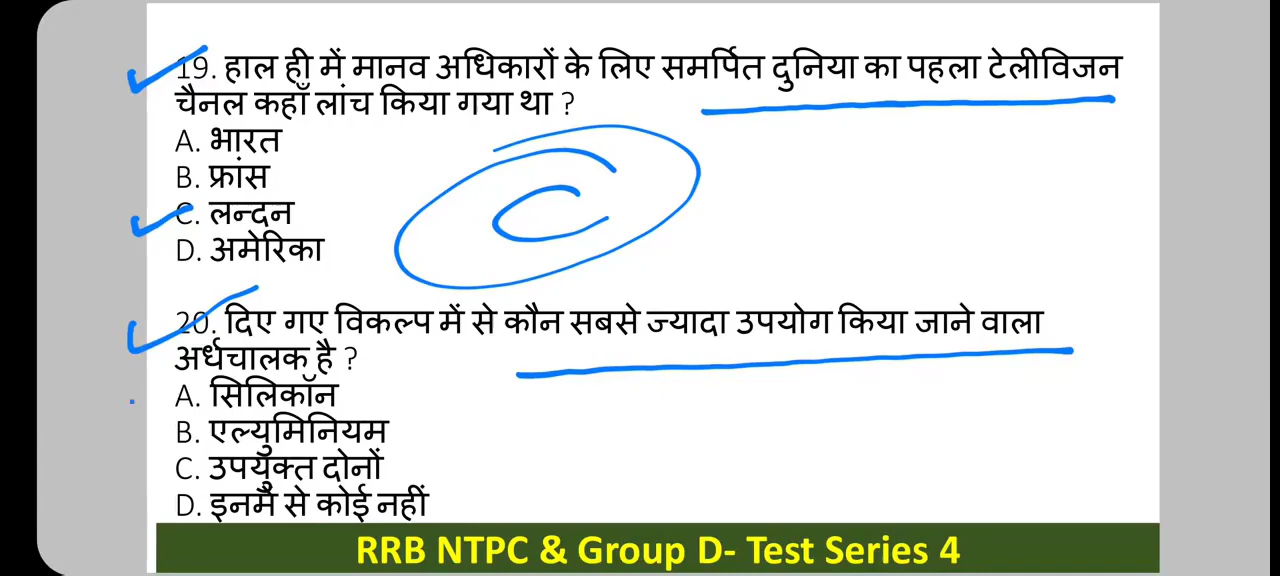 19. हाल ही में मानव अधिकारों के लिए समर्पित दुनिया का पहला टेलीविजन
चैनल कहाँ लांच किया गया था ?
A. भारत
B. फ्रांस
C. लन्दन
D. अमेरिका
C
20. दिए गए विकल्प में से कौन सबसे ज्यादा उपयोग किया जाने वाला
अर्धचालक है ?
A. सिलिकॉन
B. एल्युमिनियम
C. उपर्युक्त दोनों
D. इनमें से कोई नहीं
RRB NTPC & Group D- Test Series 4